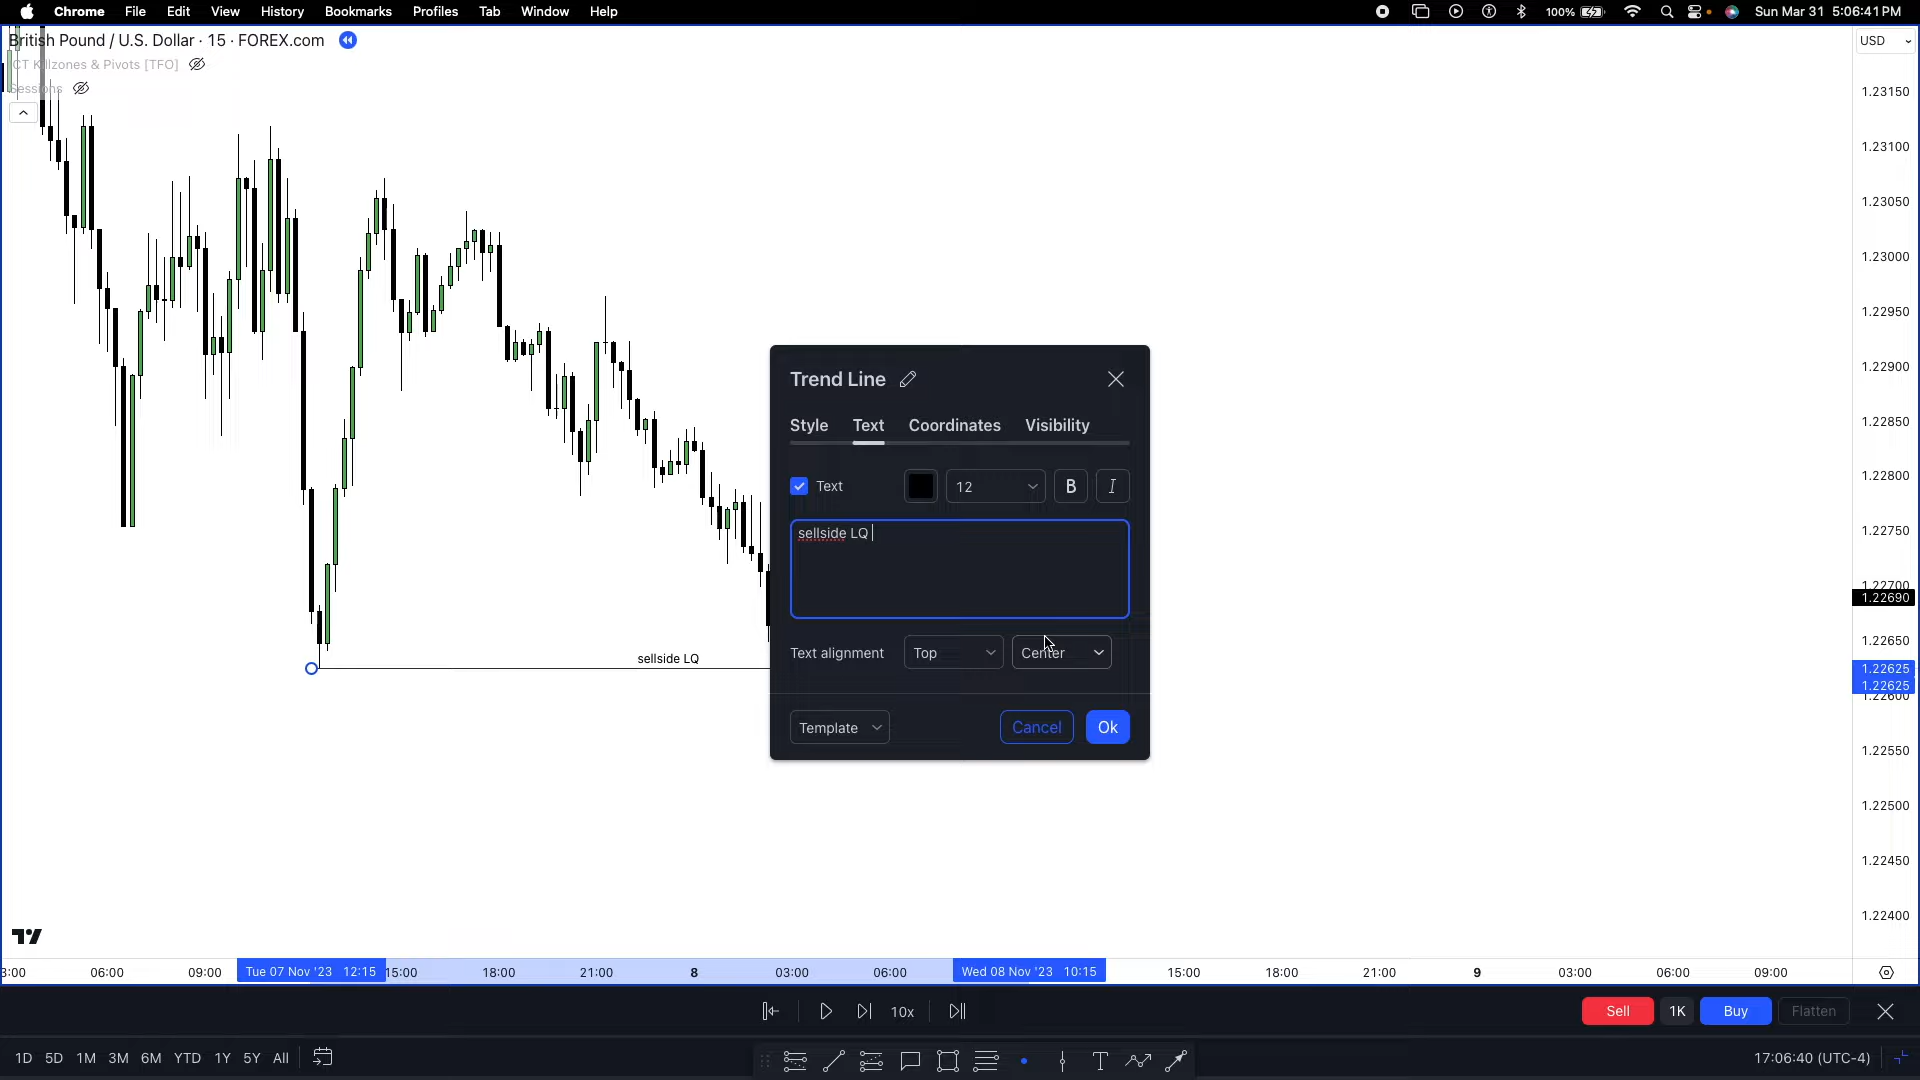 Chrome File Edit View History Bookmarks Profiles Tab Window Help 100% Sun Mar 31 5:06:41 PM
British Pound / U.S. Dollar · 15 · FOREX.com
Killzones & Pivots [TFO]
Sessions
USD
1.23150
1.23100
1.23050
1.23000
1.22950
1.22900
1.22850
1.22800
1.22750
1.22700
1.22690
1.22650
1.22625
1.22625
1.22600
1.22550
1.22500
1.22450
1.22400
Trend Line
Style Text Coordinates Visibility
Text 12 B I
sellside LQ
Text alignment Top Center
Template Cancel Ok
sellside LQ
3:00 06:00 09:00 Tue 07 Nov '23 12:15 15:00 18:00 21:00 8 03:00 06:00 Wed 08 Nov '23 10:15 15:00 18:00 21:00 9 03:00 06:00 09:00
10x Sell 1K Buy Flatten
1D 5D 1M 3M 6M YTD 1Y 5Y All T 17:06:40 (UTC-4)